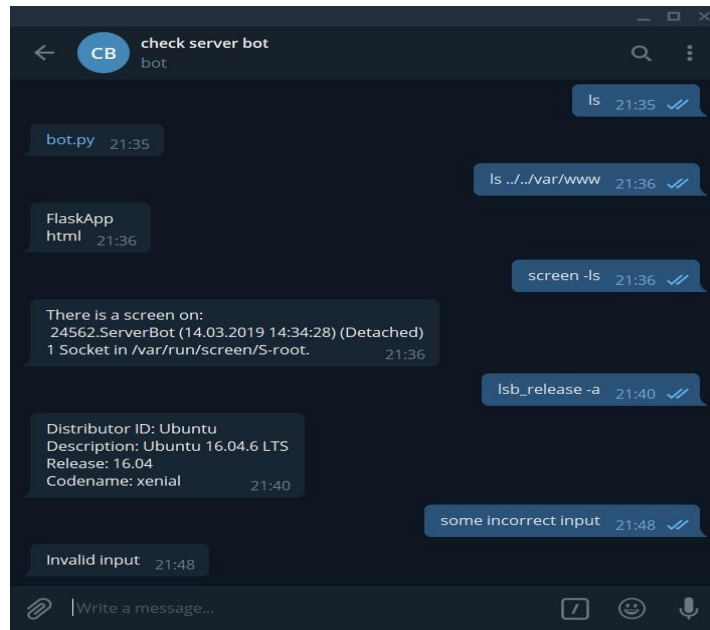 check server bot
CB
bot
ls 21:35
bot.py 21:35
ls ../../var/www 21:36
FlaskApp
html 21:36
screen -ls 21:36
There is a screen on:
24562.ServerBot (14.03.2019 14:34:28) (Detached)
1 Socket in /var/run/screen/S-root. 21:36
lsb_release -a 21:40
Distributor ID: Ubuntu
Description: Ubuntu 16.04.6 LTS
Release: 16.04
Codename: xenial 21:40
some incorrect input 21:48
Invalid input 21:48
Write a message...